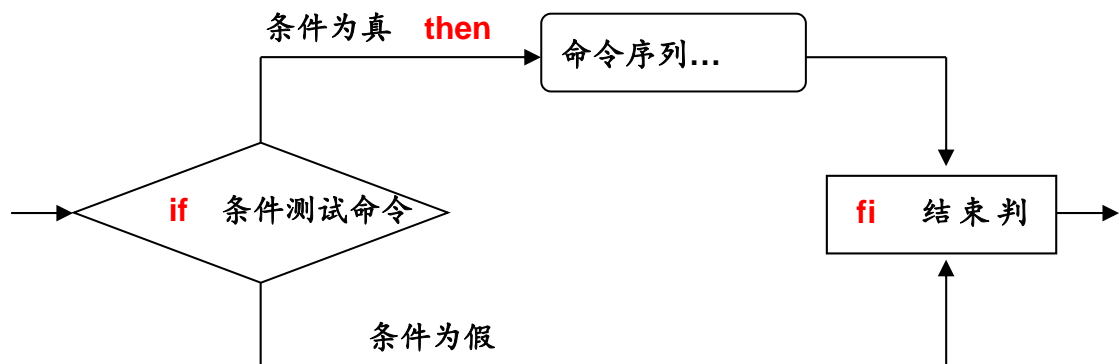 条件为真 then
命令序列...
if 条件测试命令
fi 结束判
条件为假